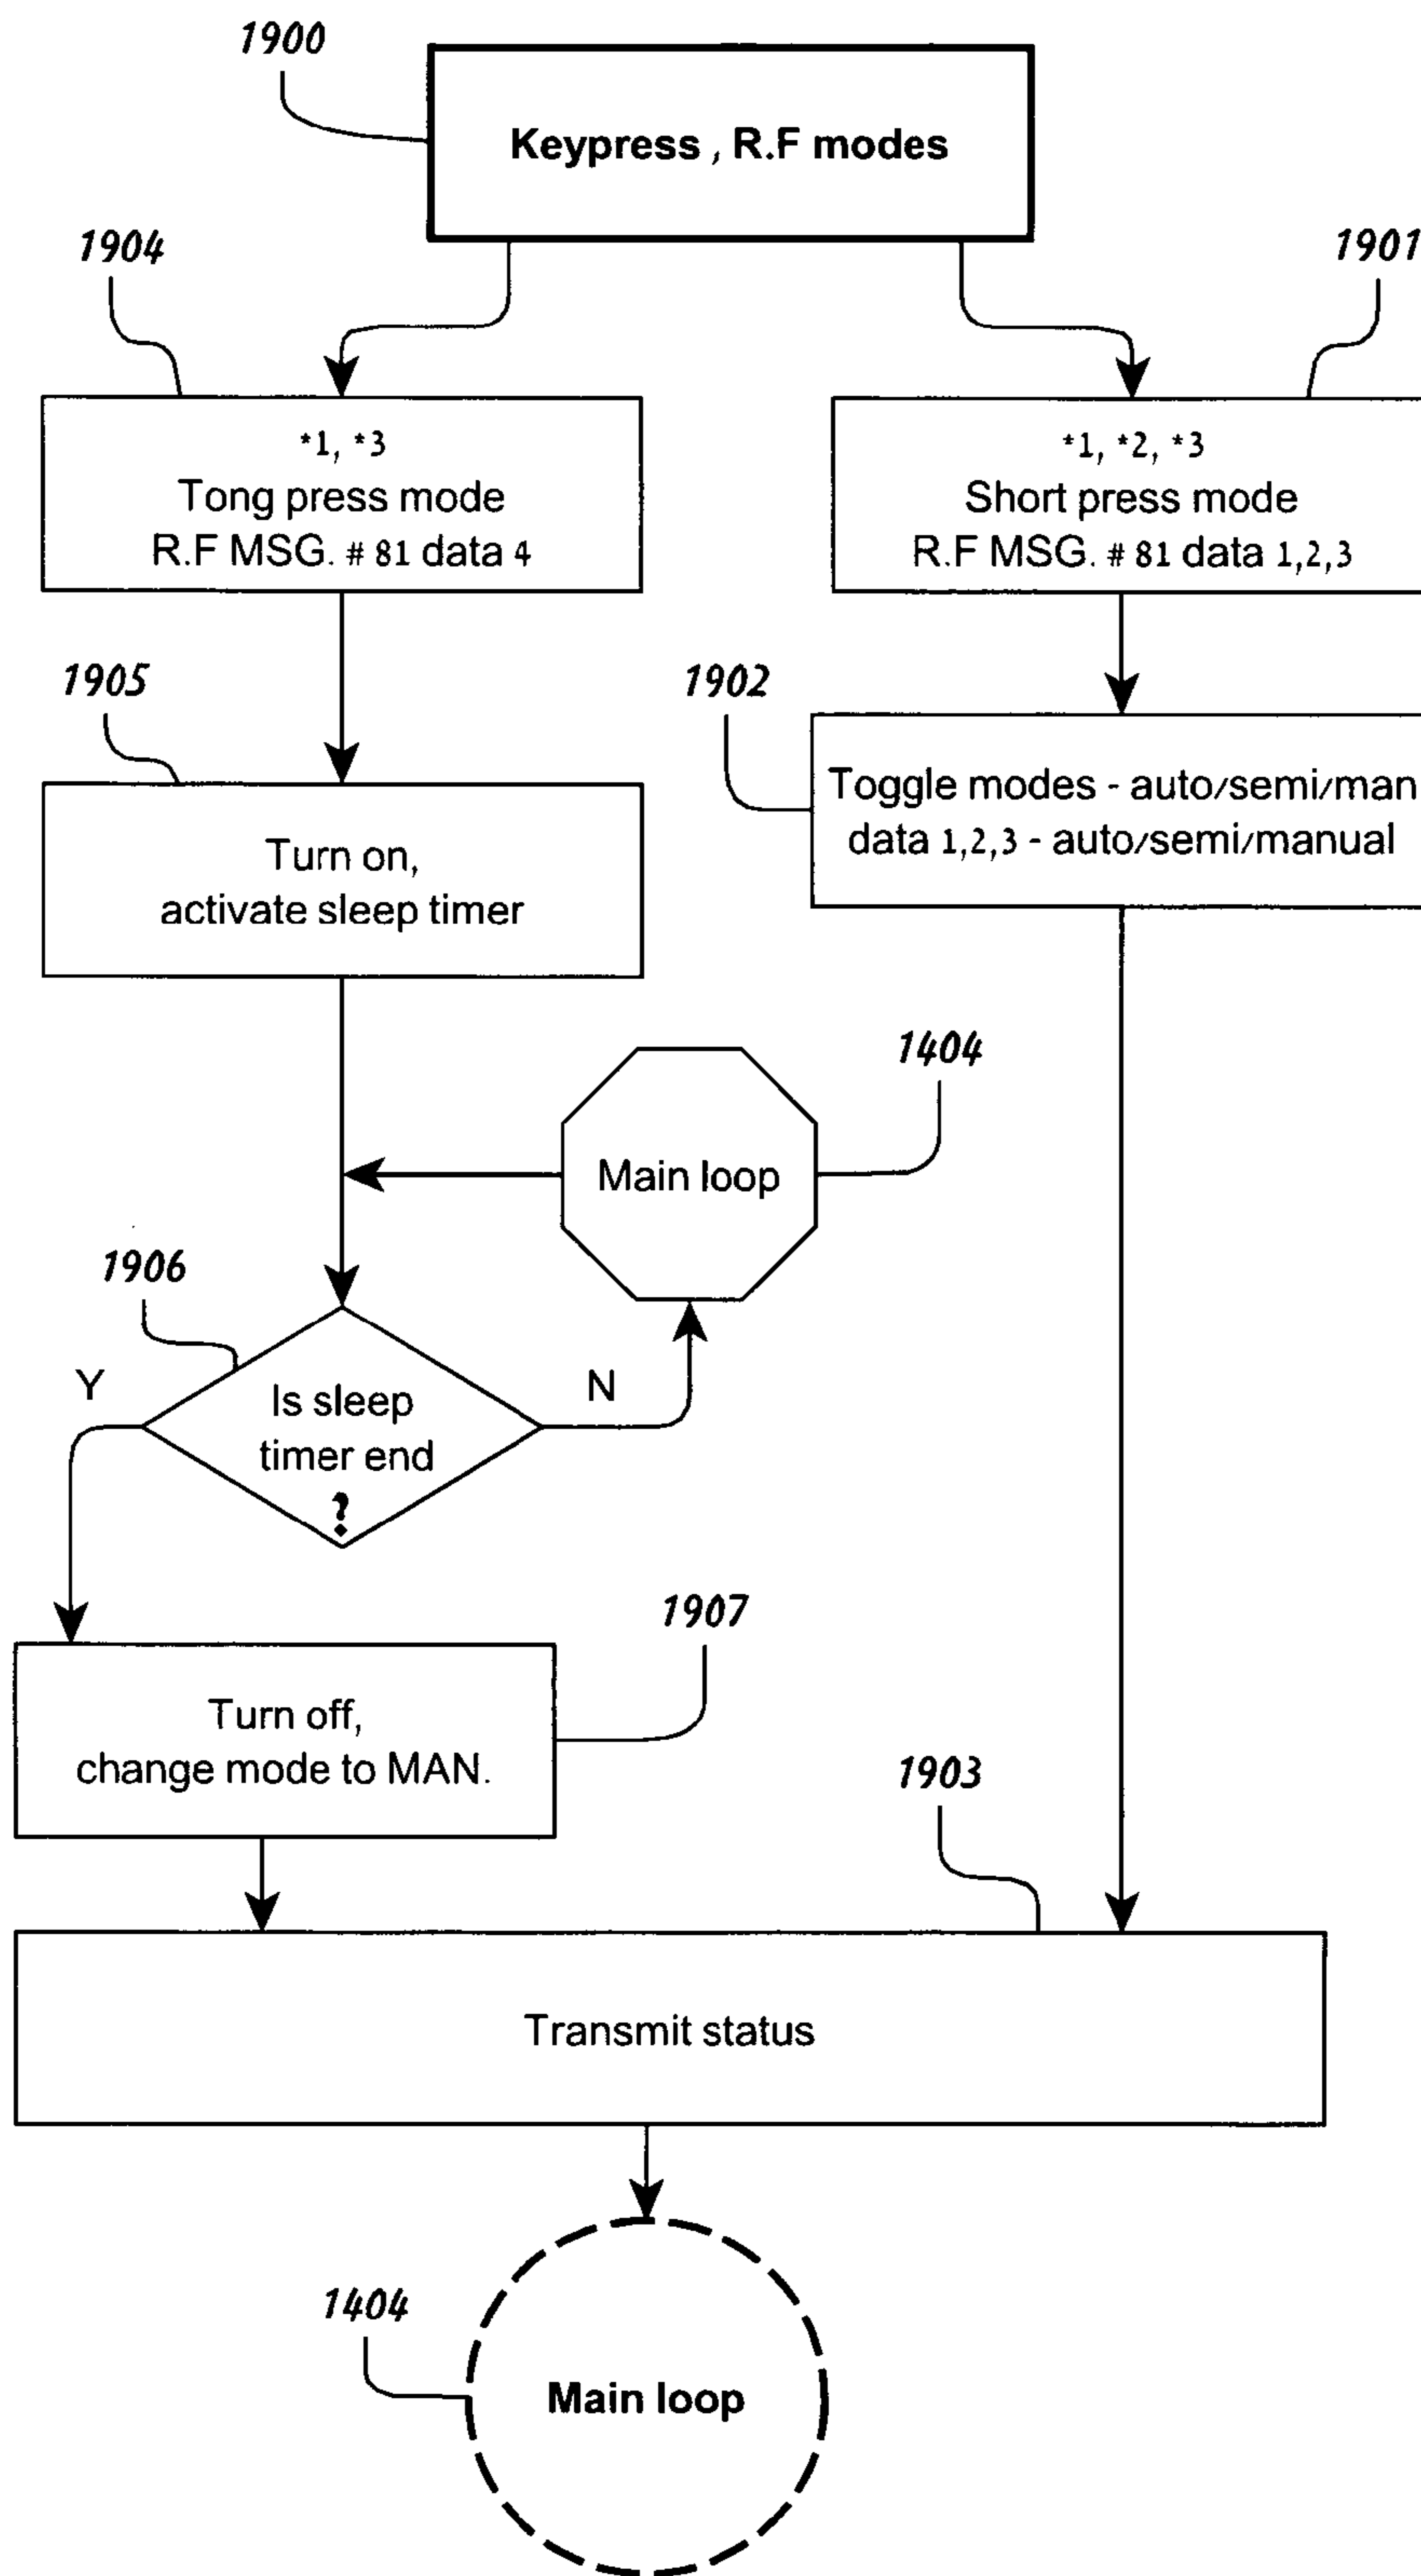 1900
Keypress , R.F modes
1904
1901
*1, *3
Tong press mode
R.F MSG. # 81 data 4
*1, *2, *3
Short press mode
R.F MSG. # 81 data 1,2,3
1905
1902
Turn on,
activate sleep timer
Toggle modes - auto/semi/man
data 1,2,3 - auto/semi/manual
1404
Main loop
1906
Y
N
Is sleep
timer end
?
1907
Turn off,
change mode to MAN.
1903
Transmit status
1404
Main loop